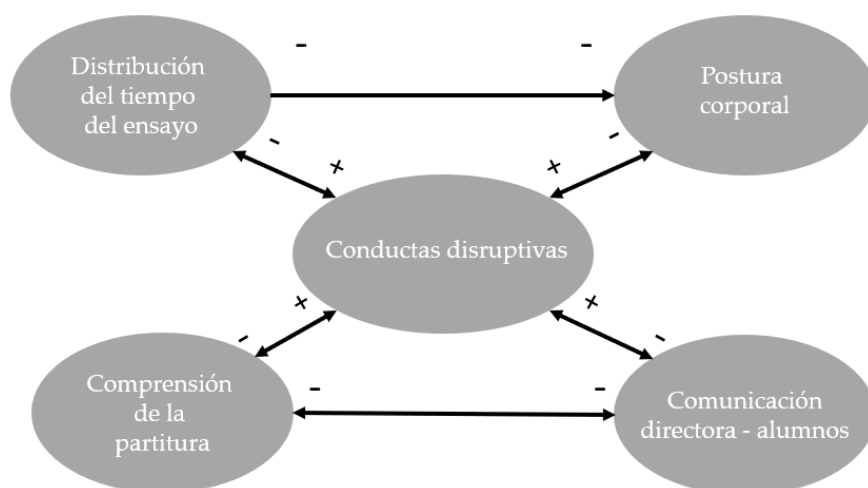 - -
Distribución
del tiempo
del ensayo
Postura
corporal
- + + -
Conductas disruptivas
- + + -
Comprensión
de la
partitura
- -
Comunicación
directora - alumnos